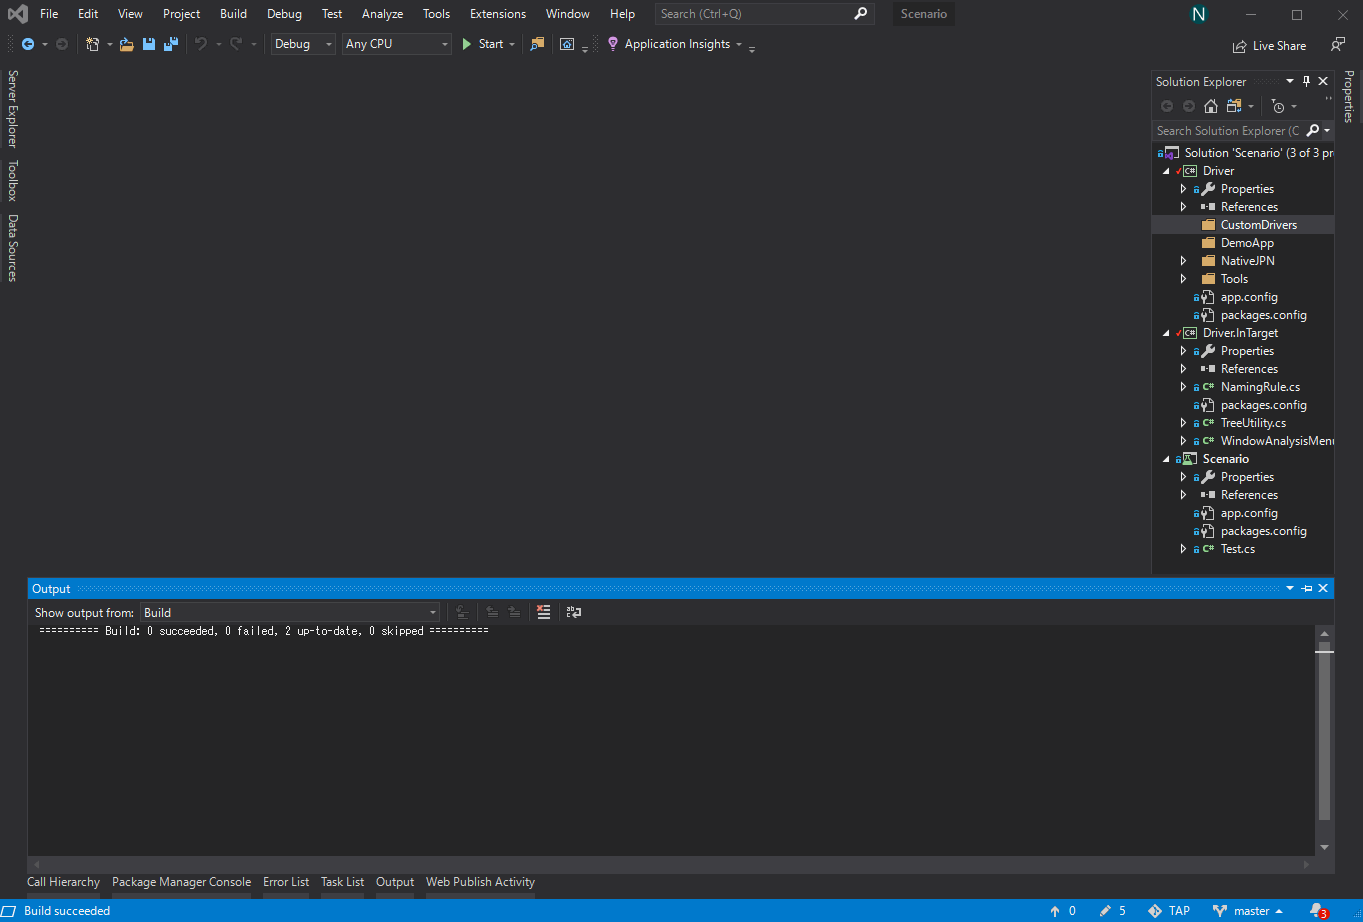 File Edit View Project Build Debug Test Analyze Tools Extensions Window Help Search (Ctrl+Q) Scenario N
Debug Any CPU Start Application Insights Live Share
Server Explorer
Toolbox
Data Sources
Solution Explorer
Properties
Search Solution Explorer (C
Solution 'Scenario' (3 of 3 pr
Driver
Properties
References
CustomDrivers
DemoApp
NativeJPN
Tools
app.config
packages.config
Driver.InTarget
Properties
References
NamingRule.cs
packages.config
TreeUtility.cs
WindowAnalysisMenu
Scenario
Properties
References
app.config
packages.config
Test.cs
Output
Show output from: Build
========== Build: 0 succeeded, 0 failed, 2 up-to-date, 0 skipped ==========
Call Hierarchy Package Manager Console Error List Task List Output Web Publish Activity
Build succeeded 0 5 TAP master 3